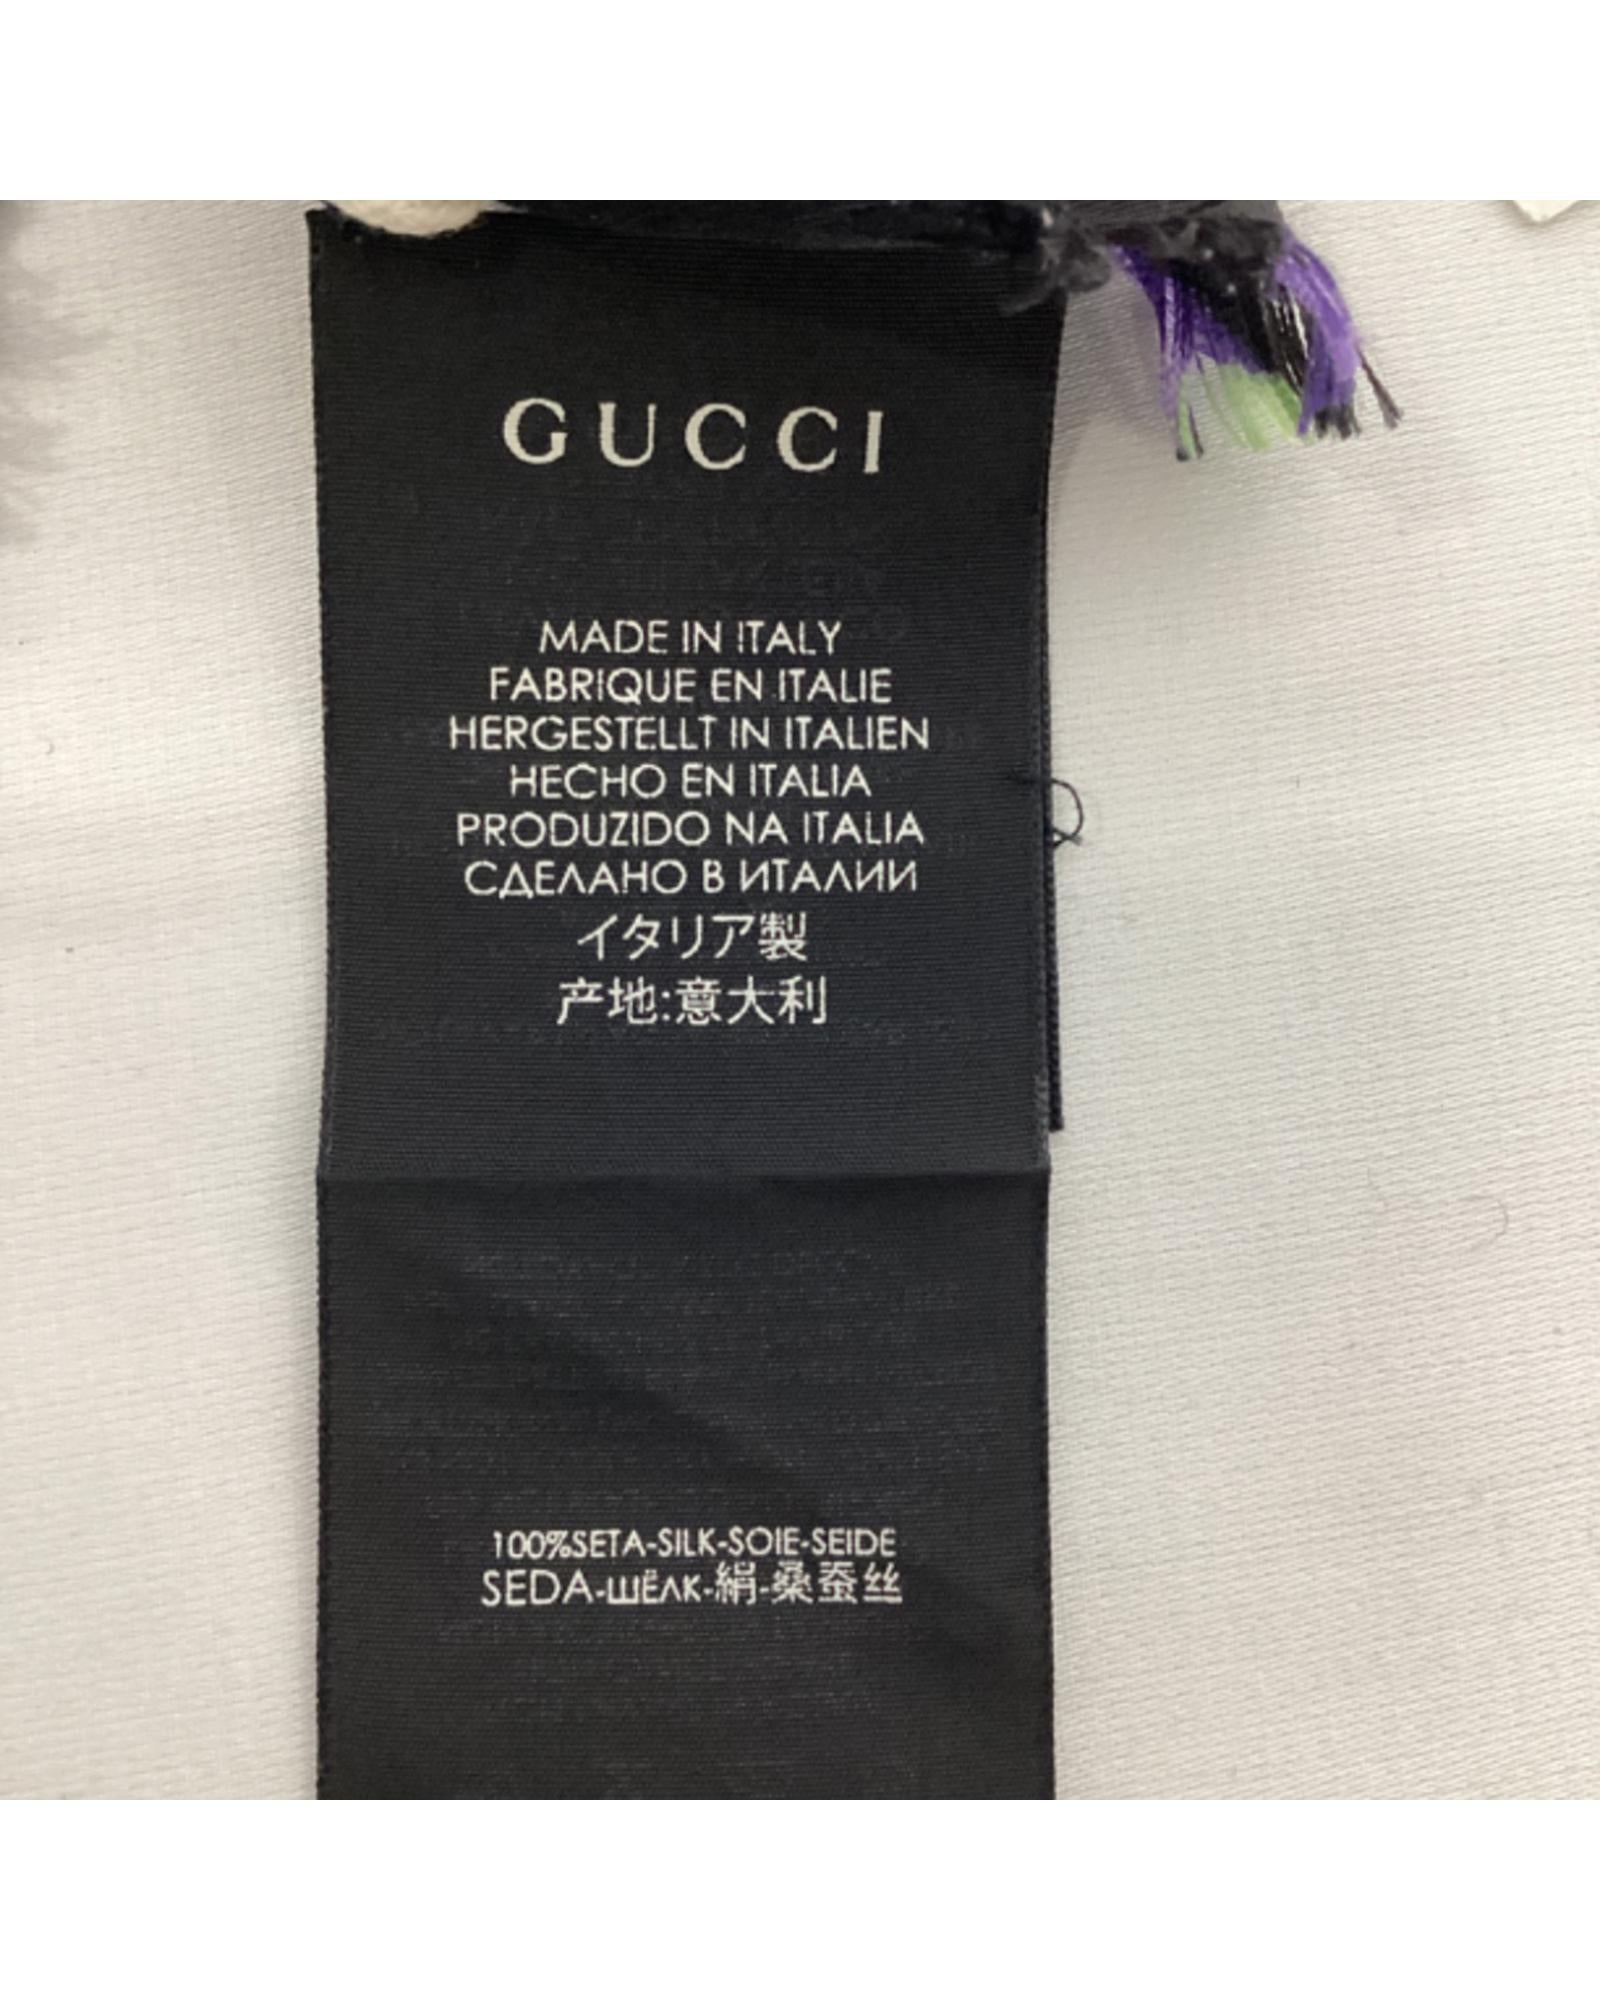 GUCCI
MADE IN ITALY
FABRIQUE EN ITALIE
HERGESTELLT IN ITALIEN
HECHO EN ITALIA
PRODUZIDO NA ITALIA
СДЕЛАНО В ИТАЛИИ
イタリア製
产地:意大利
100%SETA-SILK-SOIE-SEIDE
SEDA-ШЁЛК-絹-桑蚕丝